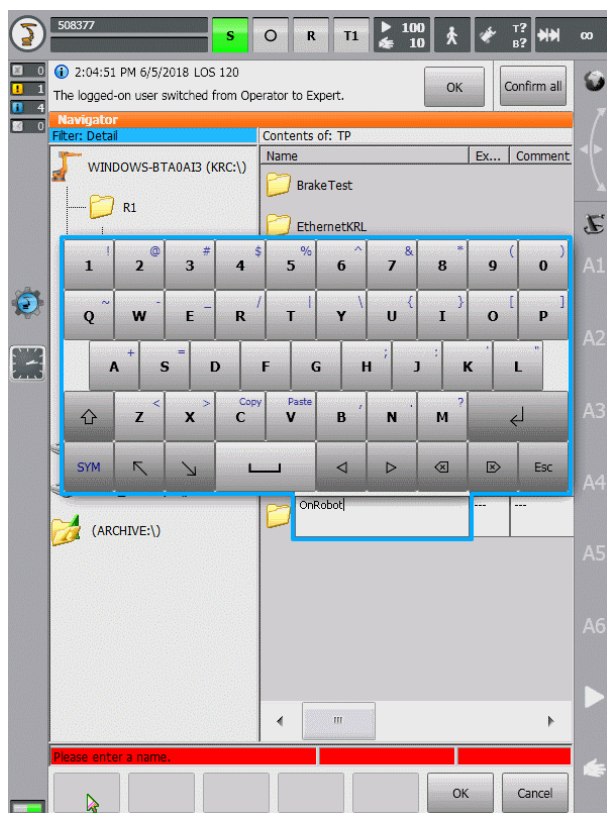 508377
S O R T1 100 10 T? B? ∞
0
1
4
0
2:04:51 PM 6/5/2018 LOS 120
The logged-on user switched from Operator to Expert.
OK Confirm all
Navigator
Filter: Detail Contents of: TP
Name Ex... Comment
WINDOWS-BTA0AI3 (KRC:\)
BrakeTest
R1
EthernetKRL
! @ # $ % ^ & * ( )
1 2 3 4 5 6 7 8 9 0
~ - _ / | \ { } [ ]
Q W E R T Y U I O P
+ = ; : ' "
A S D F G H J K L
< > Copy Paste , . ?
Z X C V B N M
SYM Esc
OnRobot --- ---
(ARCHIVE:\)
A1
A2
A3
A4
A5
A6
Please enter a name.
OK Cancel